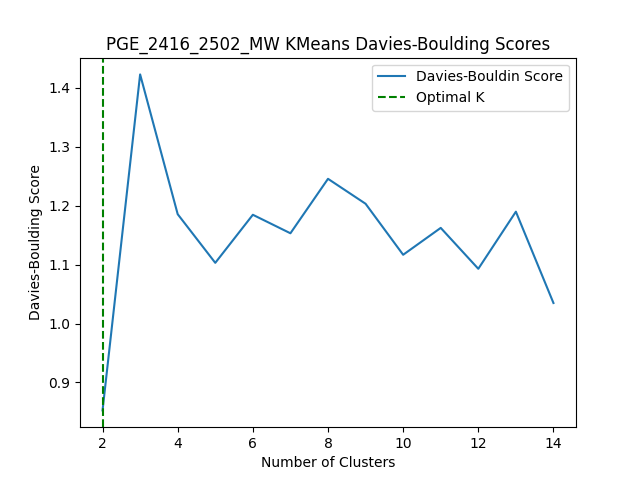 PGE_2416_2502_MW KMeans Davies-Boulding Scores
Davies-Bouldin Score
Optimal K
Davies-Boulding Score
1.4
1.3
1.2
1.1
1.0
0.9
2 4 6 8 10 12 14
Number of Clusters